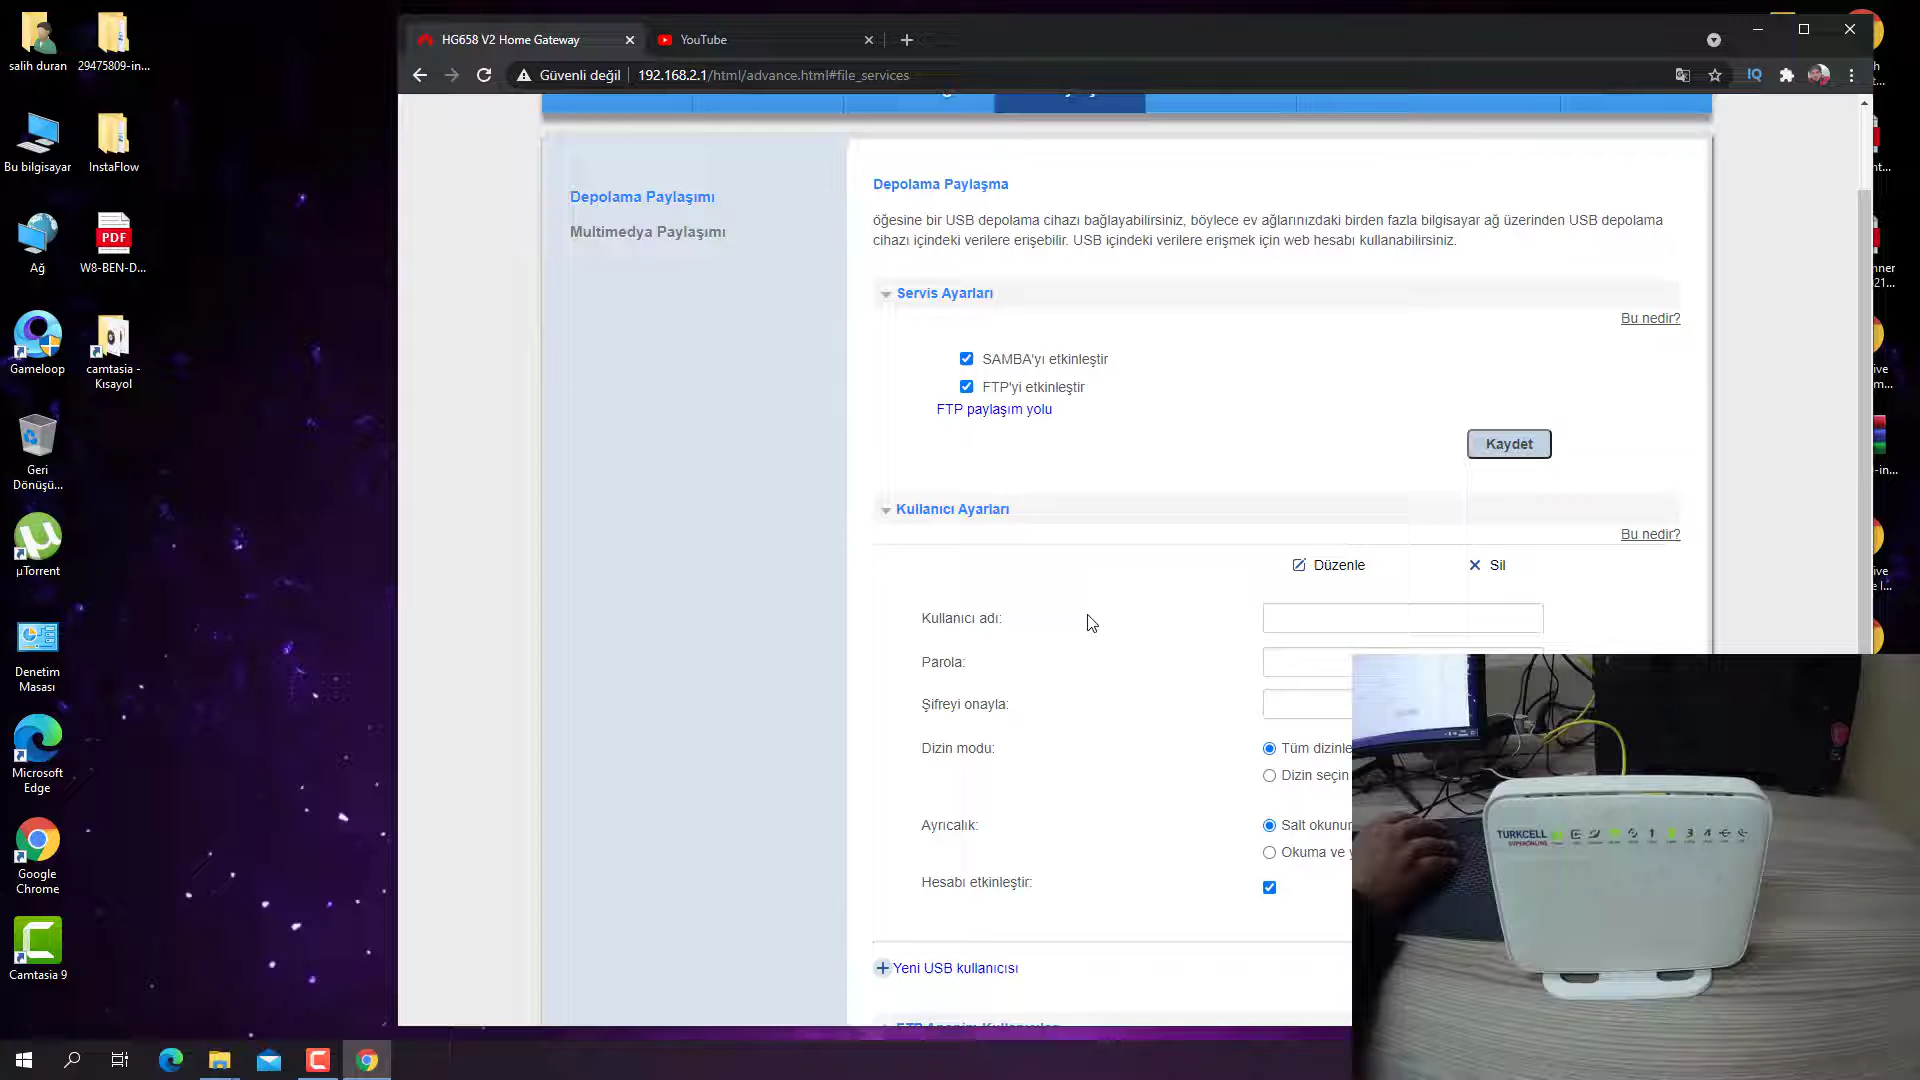 salih duran
29475809-in...
Bu bilgisayar
InstaFlow
Ağ
PDF
W8-BEN-D...
Gameloop
camtasia - Kısayol
Geri Dönüşü...
µTorrent
Denetim Masası
Microsoft Edge
Google Chrome
Camtasia 9
HG658 V2 Home Gateway
YouTube
Güvenli değil
192.168.2.1/html/advance.html#file_services
IQ
Depolama Paylaşımı
Multimedya Paylaşımı
Depolama Paylaşma
öğesine bir USB depolama cihazı bağlayabilirsiniz, böylece ev ağlarınızdaki birden fazla bilgisayar ağ üzerinden USB depolama
cihazı içindeki verilere erişebilir. USB içindeki verilere erişmek için web hesabı kullanabilirsiniz.
Servis Ayarları
Bu nedir?
SAMBA'yı etkinleştir
FTP'yi etkinleştir
FTP paylaşım yolu
Kaydet
Kullanıcı Ayarları
Bu nedir?
Düzenle
Sil
Kullanıcı adı:
Parola:
Şifreyi onayla:
Dizin modu:
Tüm dizinle
Dizin seçin
Ayrıcalık:
Salt okunur
Okuma ve y
Hesabı etkinleştir:
Yeni USB kullanıcısı
TURKCELL
SUPERONLINE